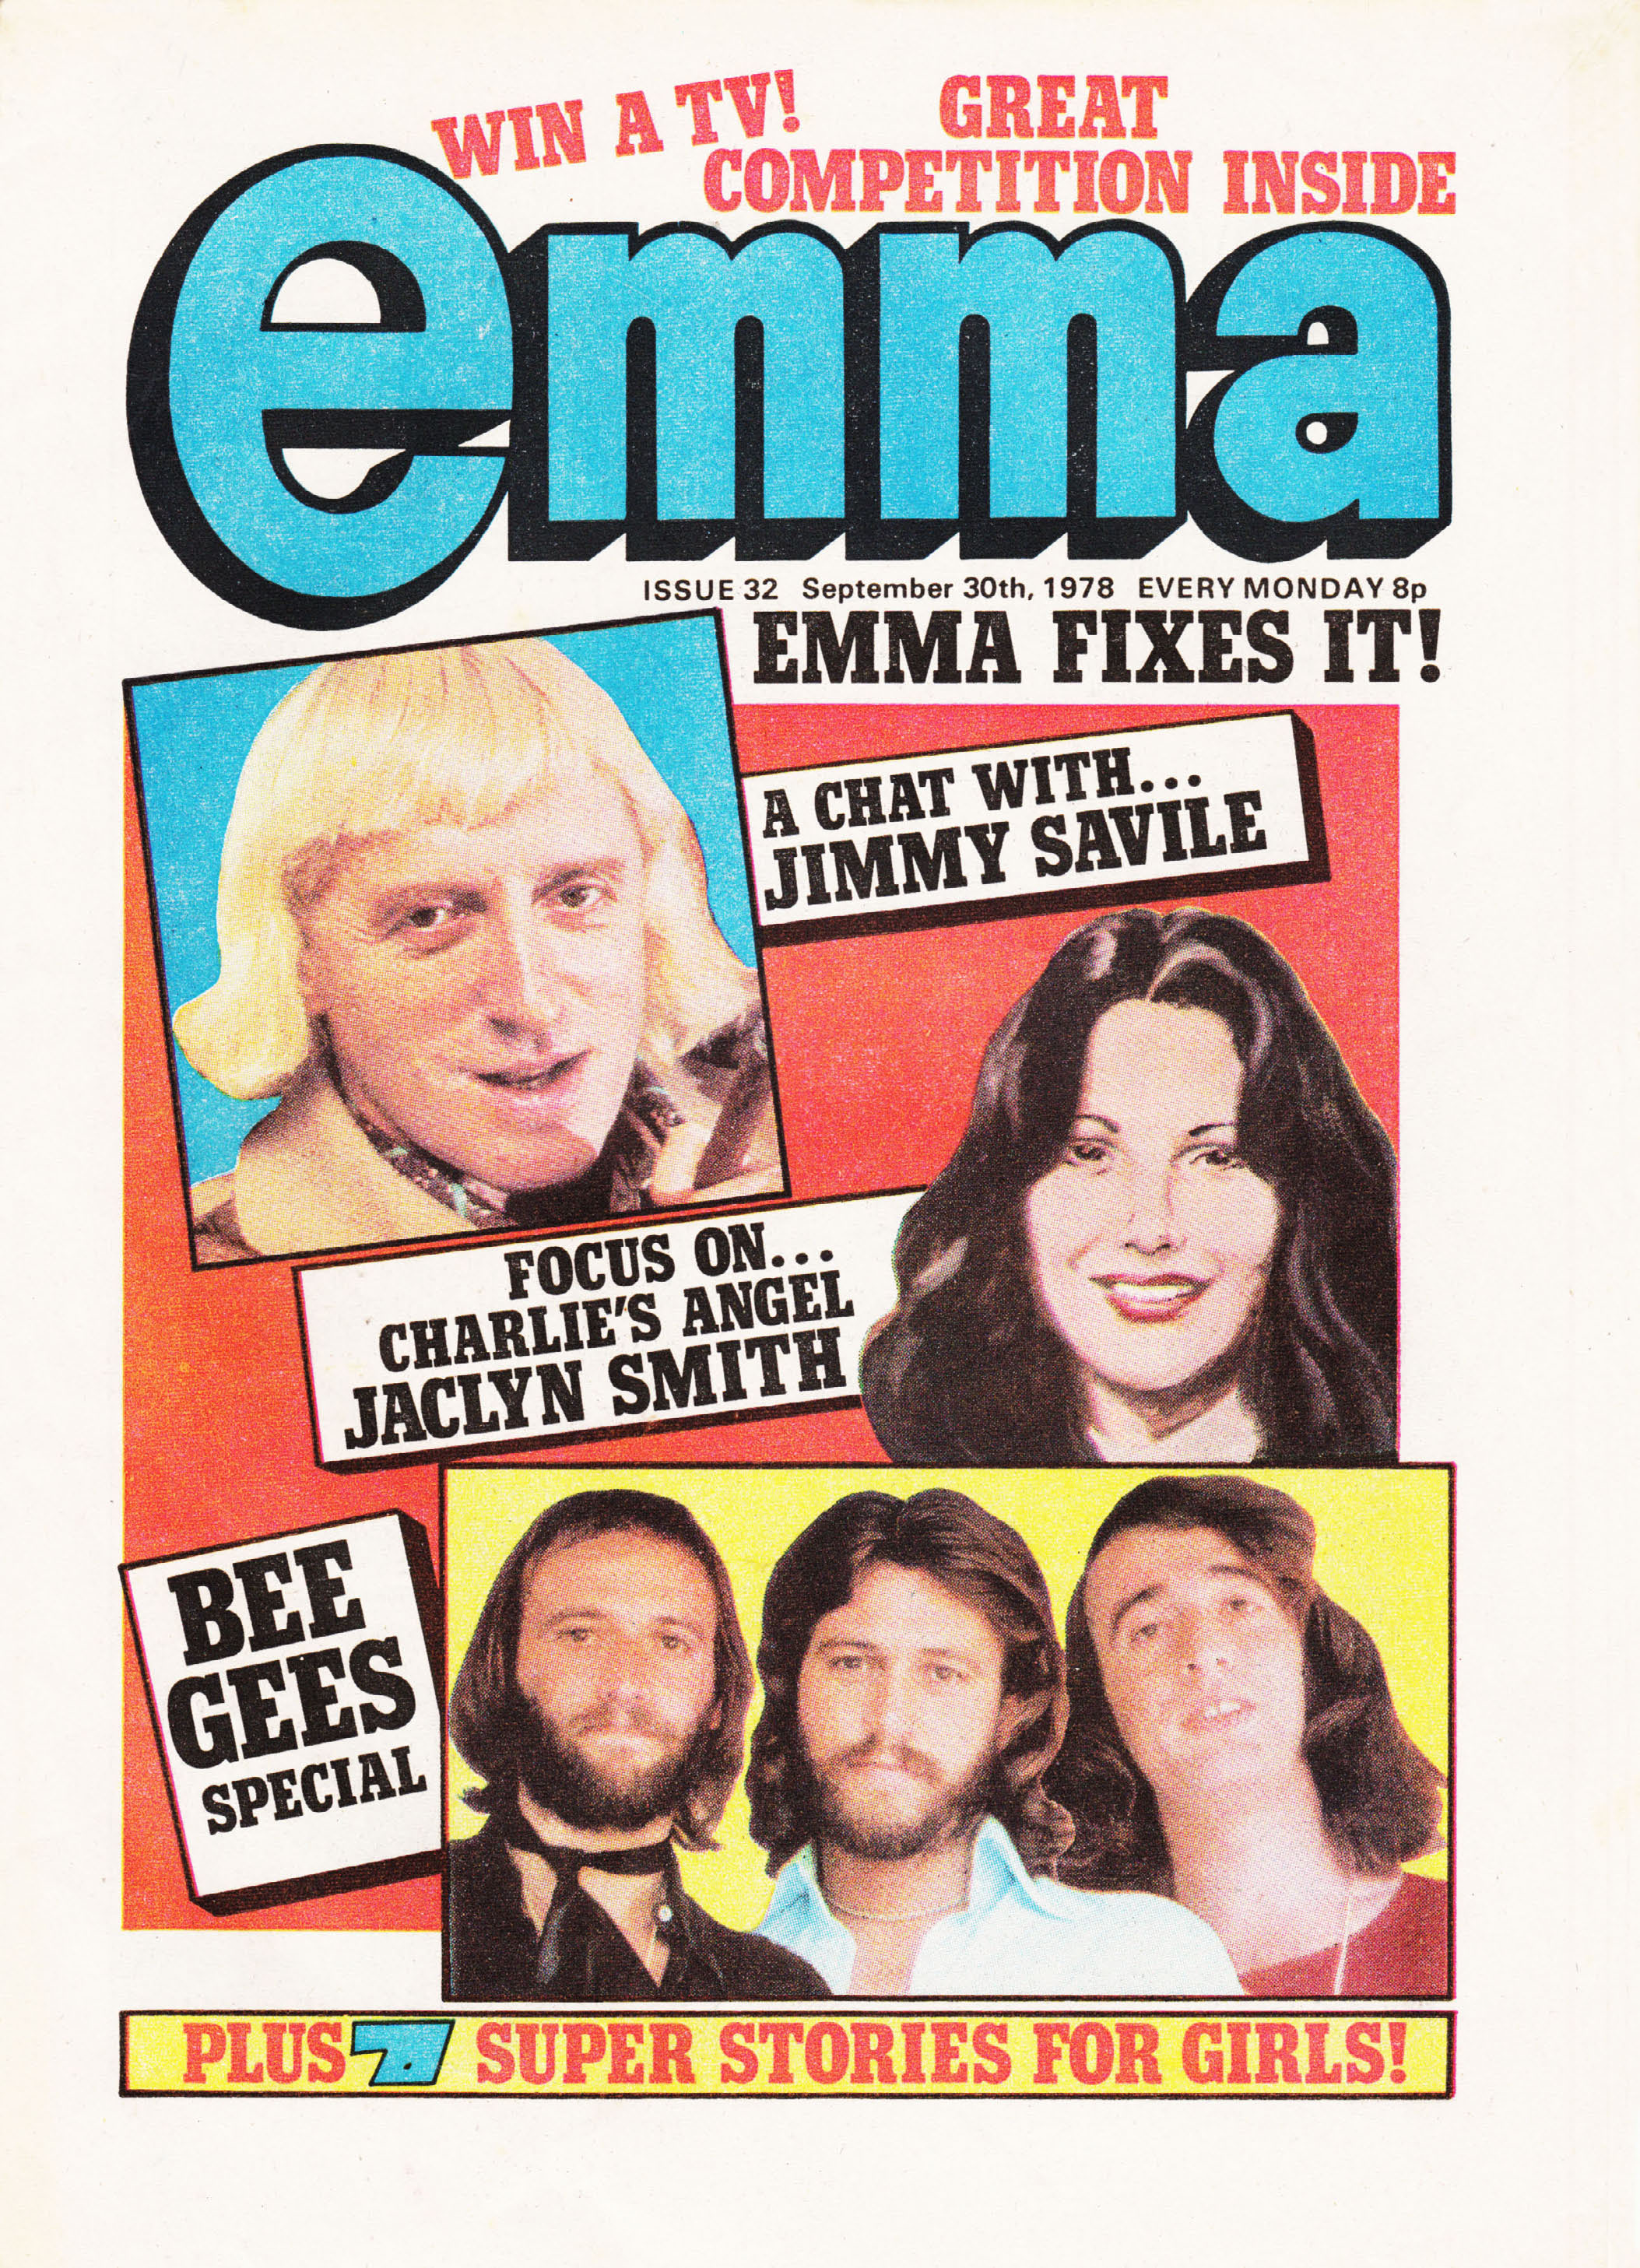 WIN A TV! GREAT
COMPETITION INSIDE
emma
ISSUE 32 September 30th, 1978 EVERY MONDAY 8p
EMMA FIXES IT!
A CHAT WITH...
JIMMY SAVILE
FOCUS ON...
CHARLIE'S ANGEL
JACLYN SMITH
BEE
GEES
SPECIAL
PLUS 7 SUPER STORIES FOR GIRLS!